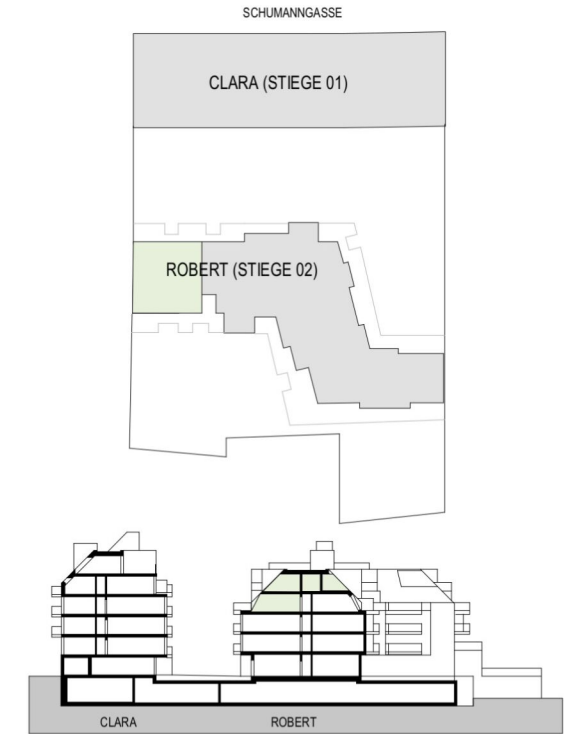 SCHUMANNGASSE
CLARA (STIEGE 01)
ROBERT (STIEGE 02)
CLARA
ROBERT